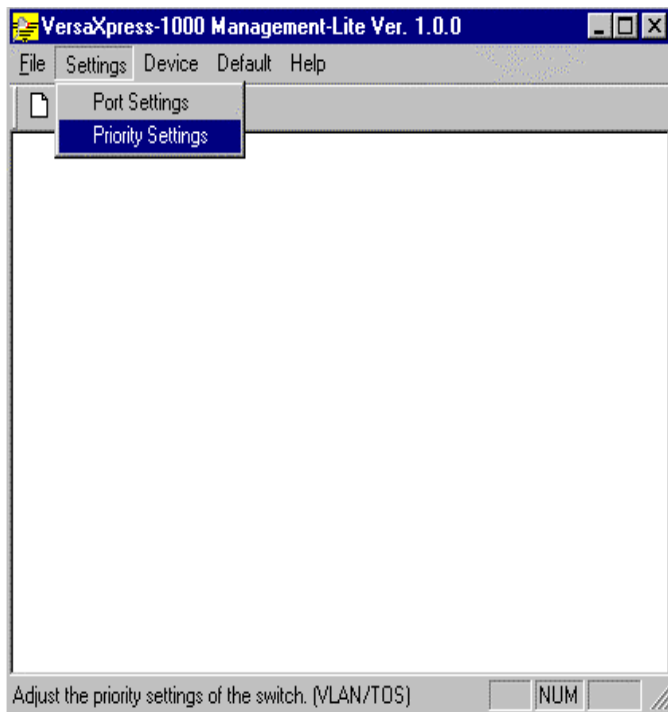 VersaXpress-1000 Management-Lite Ver. 1.0.0
File Settings Device Default Help
Port Settings
Priority Settings
Adjust the priority settings of the switch. (VLAN/TOS) NUM